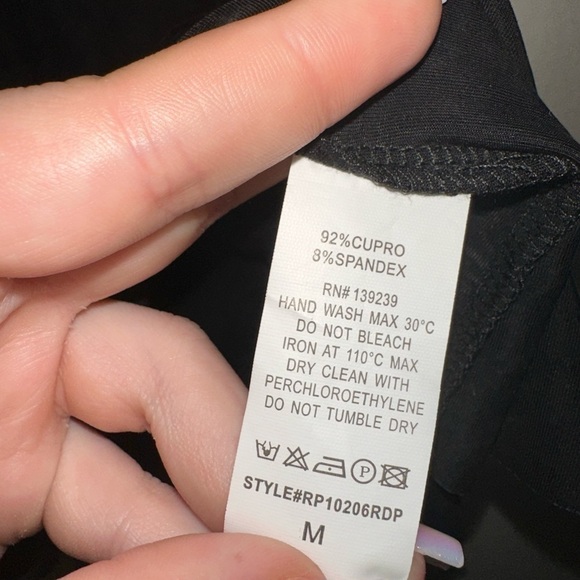 92%CUPRO
8%SPANDEX
RN# 139239
HAND WASH MAX 30°C
DO NOT BLEACH
IRON AT 110°C MAX
DRY CLEAN WITH
PERCHLOROETHYLENE
DO NOT TUMBLE DRY
P
STYLE#RP10206RDP
M